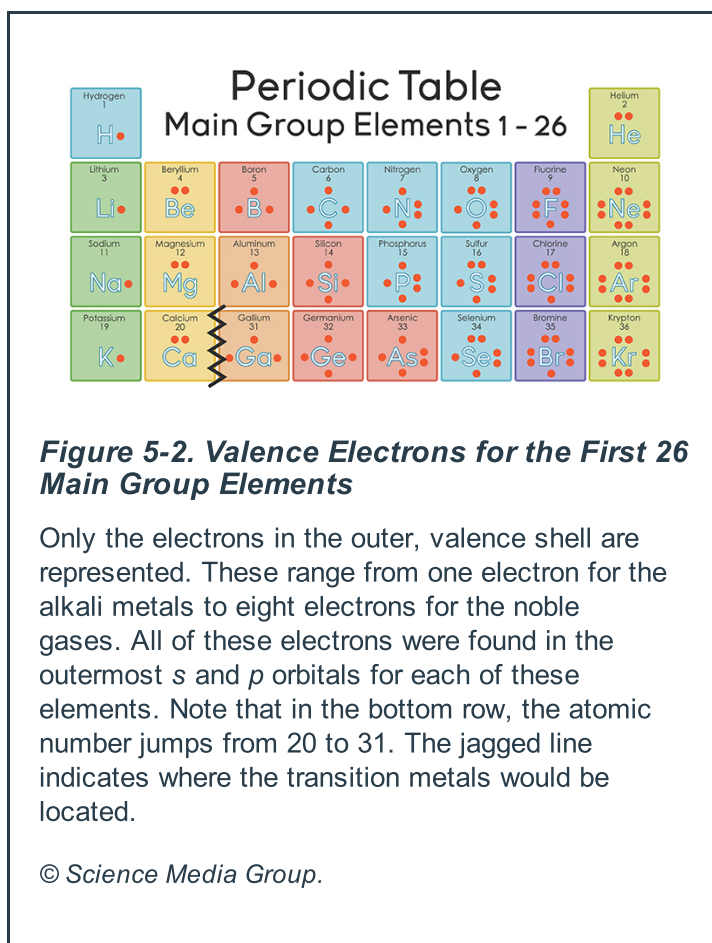 Periodic Table
Main Group Elements 1 - 26
Hydrogen
1
H
Helium
2
He
Lithium
3
Li
Beryllium
4
Be
Boron
5
B
Carbon
6
C
Nitrogen
7
N
Oxygen
8
O
Fluorine
9
F
Neon
10
Ne
Sodium
11
Na
Magnesium
12
Mg
Aluminum
13
Al
Silicon
14
Si
Phosphorus
15
P
Sulfur
16
S
Chlorine
17
Cl
Argon
18
Ar
Potassium
19
K
Calcium
20
Ca
Gallium
31
Ga
Germanium
32
Ge
Arsenic
33
As
Selenium
34
Se
Bromine
35
Br
Krypton
36
Kr
Figure 5-2. Valence Electrons for the First 26
Main Group Elements
Only the electrons in the outer, valence shell are
represented. These range from one electron for the
alkali metals to eight electrons for the noble
gases. All of these electrons were found in the
outermost s and p orbitals for each of these
elements. Note that in the bottom row, the atomic
number jumps from 20 to 31. The jagged line
indicates where the transition metals would be
located.
© Science Media Group.